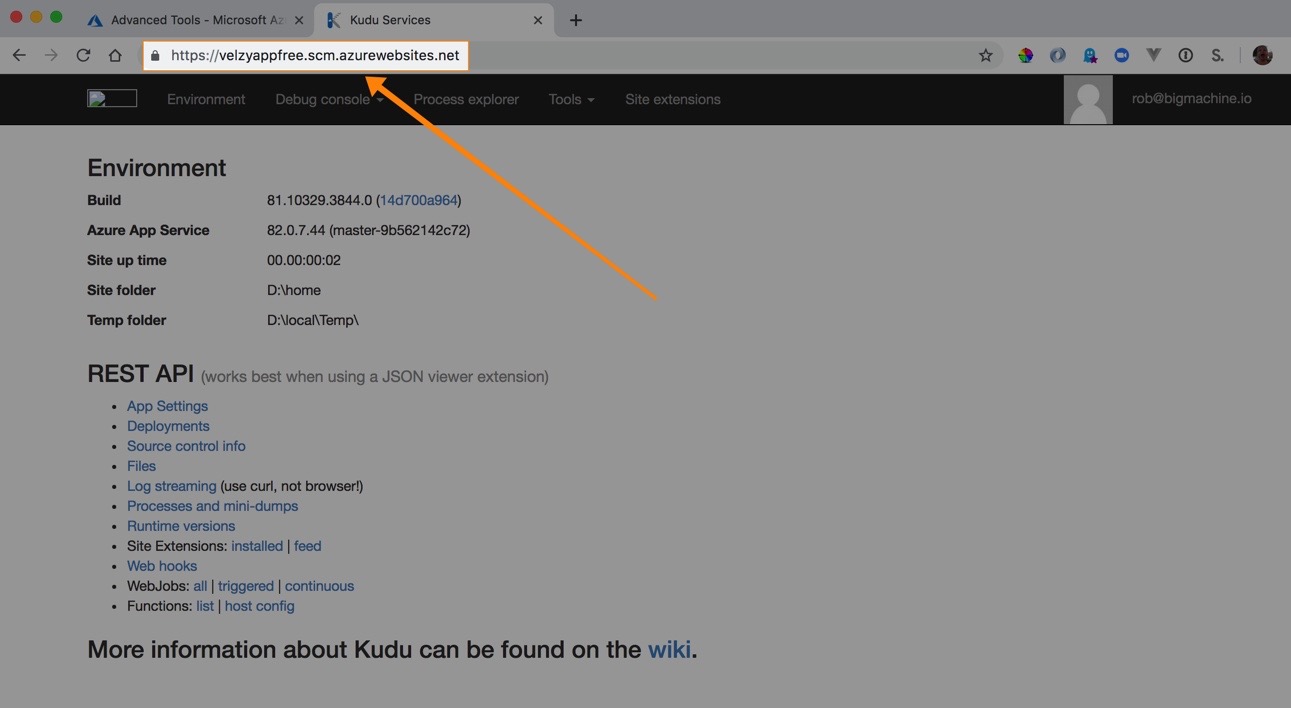 Advanced Tools - Microsoft Az
Kudu Services
https://velzyappfree.scm.azurewebsites.net
S.
Environment Debug console Process explorer Tools Site extensions rob@bigmachine.io
Environment
Build 81.10329.3844.0 (14d700a964)
Azure App Service 82.0.7.44 (master-9b562142c72)
Site up time 00.00:00:02
Site folder D:\home
Temp folder D:\local\Temp\
REST API (works best when using a JSON viewer extension)
• App Settings
• Deployments
• Source control info
• Files
• Log streaming (use curl, not browser!)
• Processes and mini-dumps
• Runtime versions
• Site Extensions: installed | feed
• Web hooks
• WebJobs: all | triggered | continuous
• Functions: list | host config
More information about Kudu can be found on the wiki.